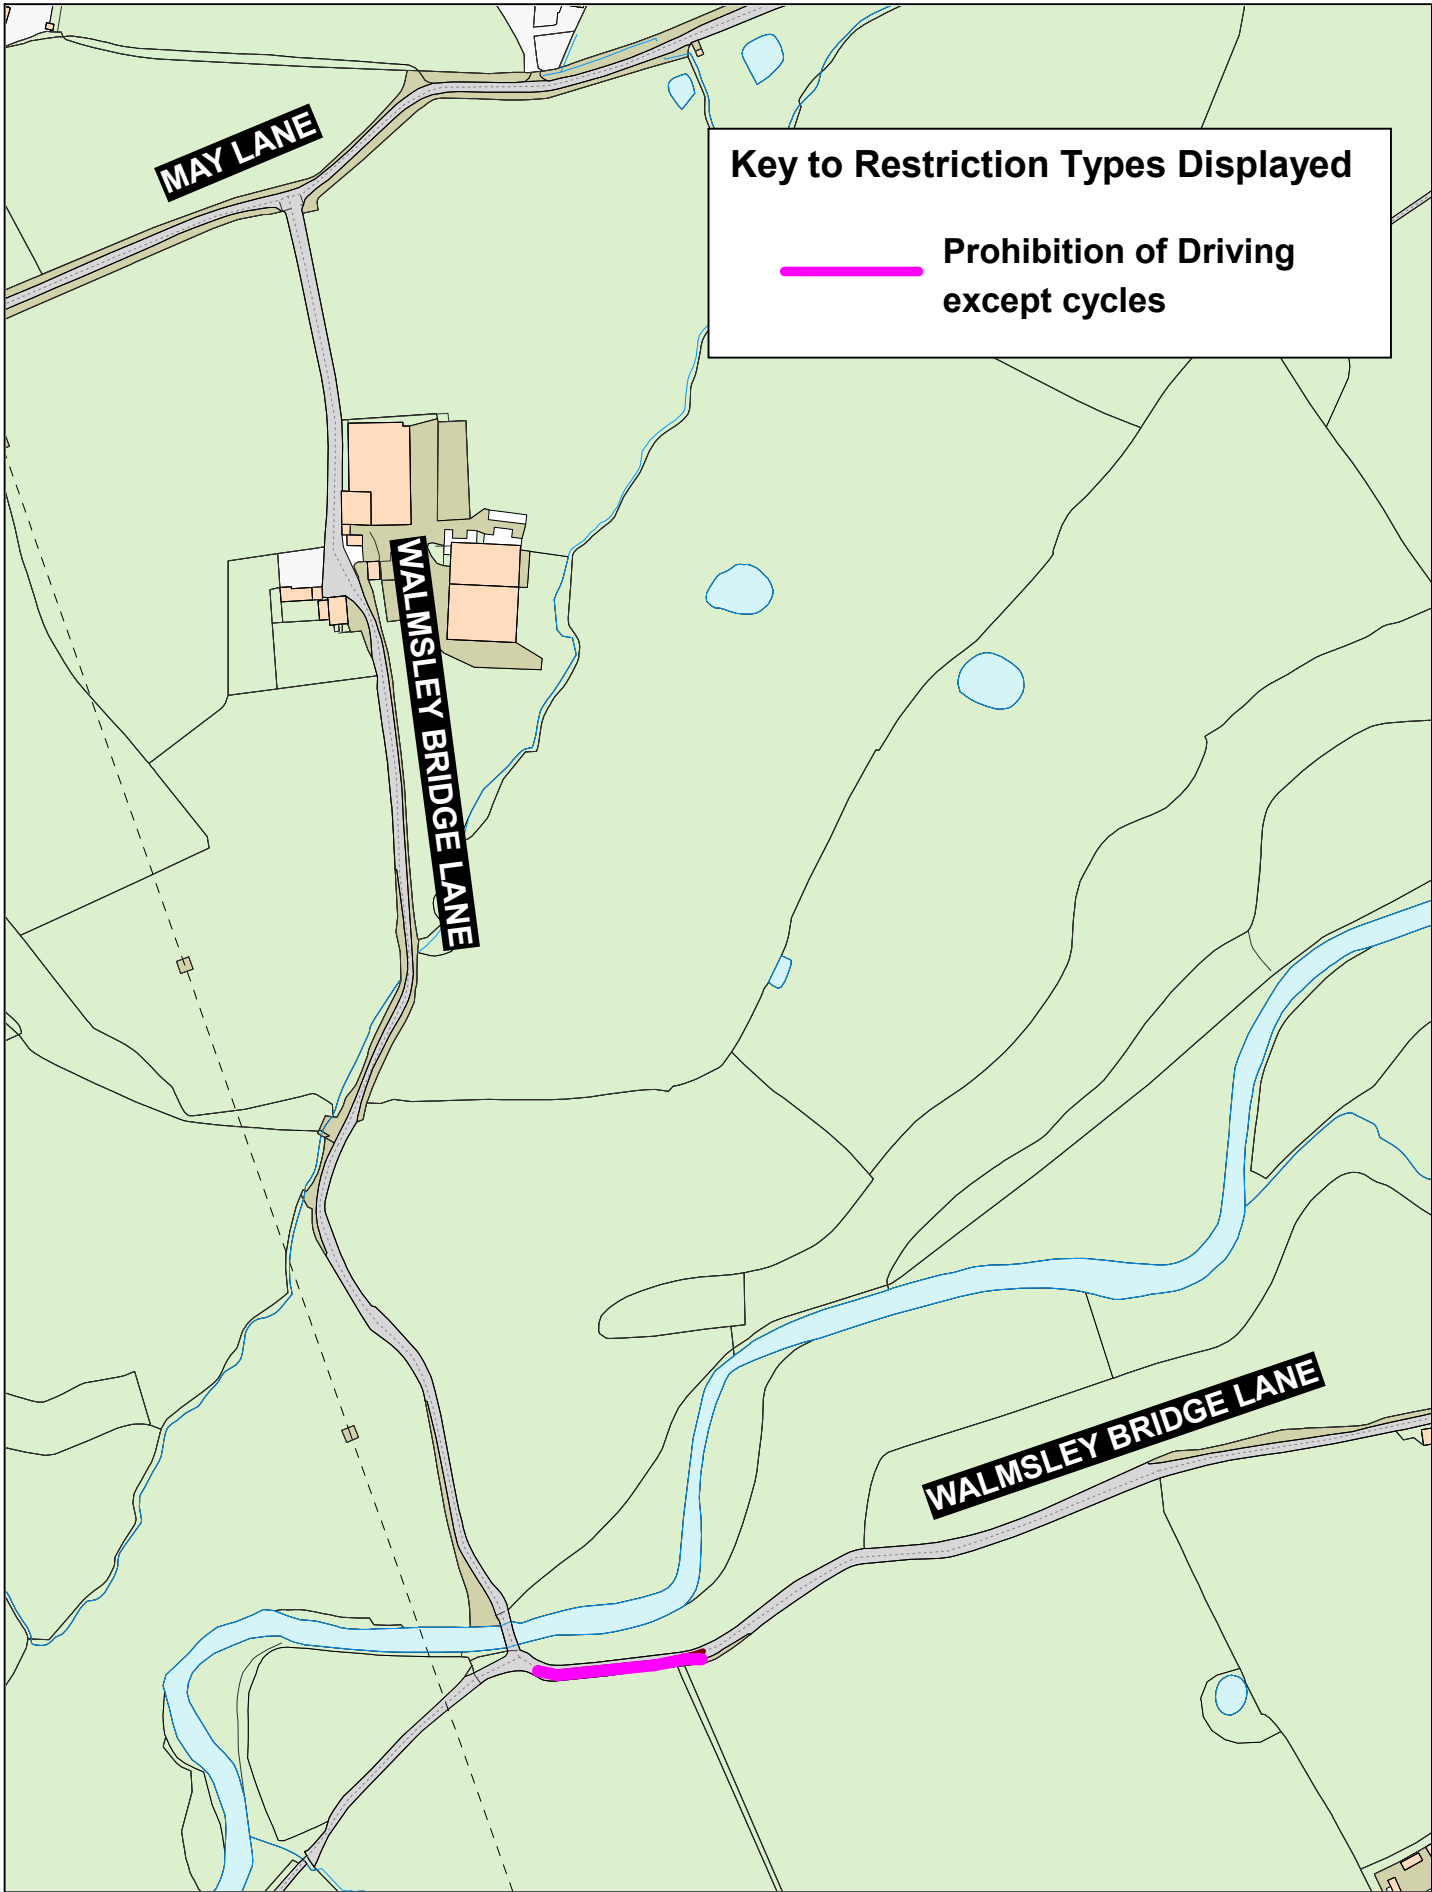 MAY LANE
Key to Restriction Types Displayed
Prohibition of Driving
except cycles
WALMSLEY BRIDGE LANE
WALMSLEY BRIDGE LANE